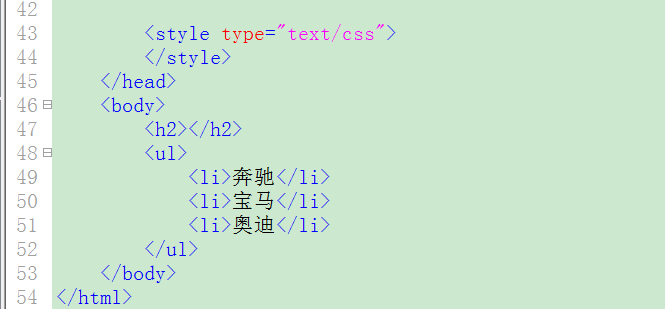 42
43 <style type="text/css">
44 </style>
45 </head>
46 <body>
47 <h2></h2>
48 <ul>
49 <li>奔驰</li>
50 <li>宝马</li>
51 <li>奥迪</li>
52 </ul>
53 </body>
54 </html>